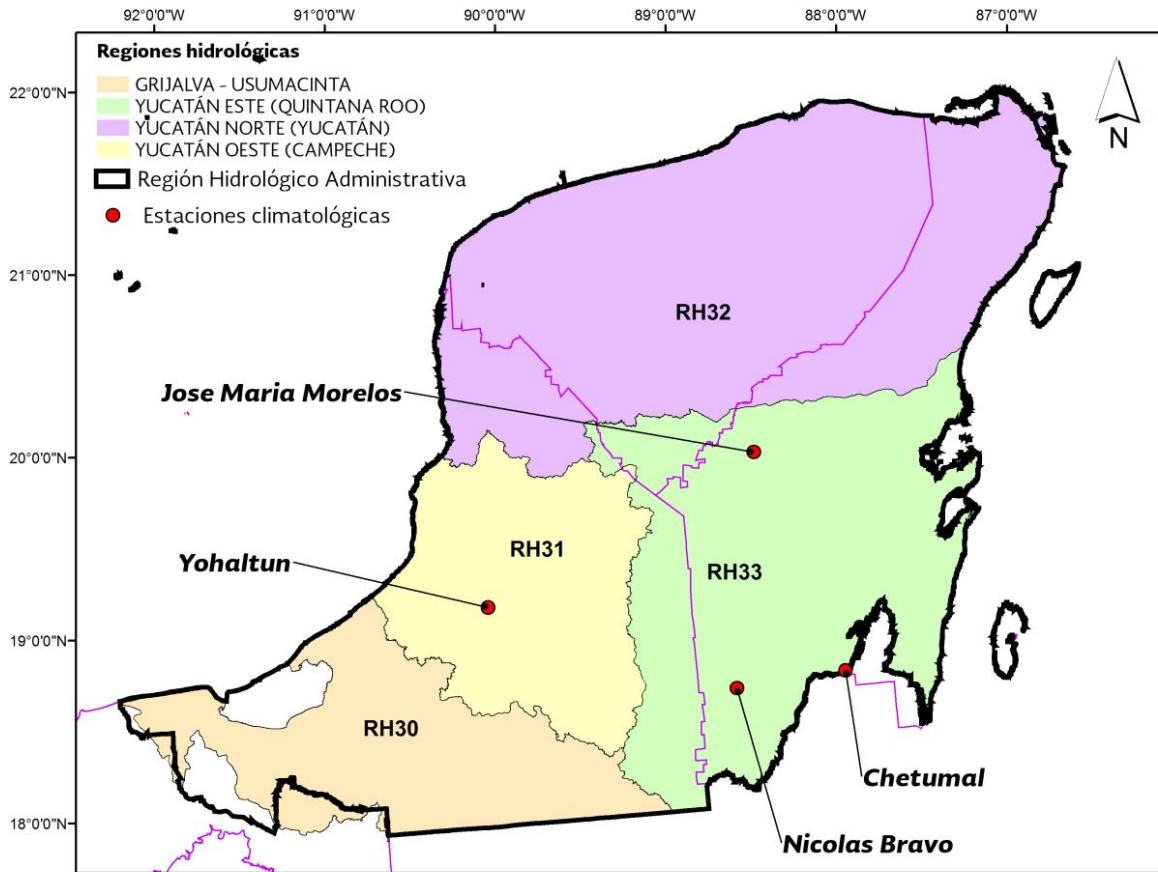 92°0'0"W 91°0'0"W 90°0'0"W 89°0'0"W 88°0'0"W 87°0'0"W
Regiones hidrológicas
GRIJALVA - USUMACINTA
YUCATÁN ESTE (QUINTANA ROO)
YUCATÁN NORTE (YUCATÁN)
YUCATÁN OESTE (CAMPECHE)
Región Hidrológico Administrativa
Estaciones climatológicas
N
22°0'0"N
21°0'0"N
RH32
Jose Maria Morelos
20°0'0"N
RH31
Yohaltun
RH33
19°0'0"N
RH30
Chetumal
18°0'0"N
Nicolas Bravo